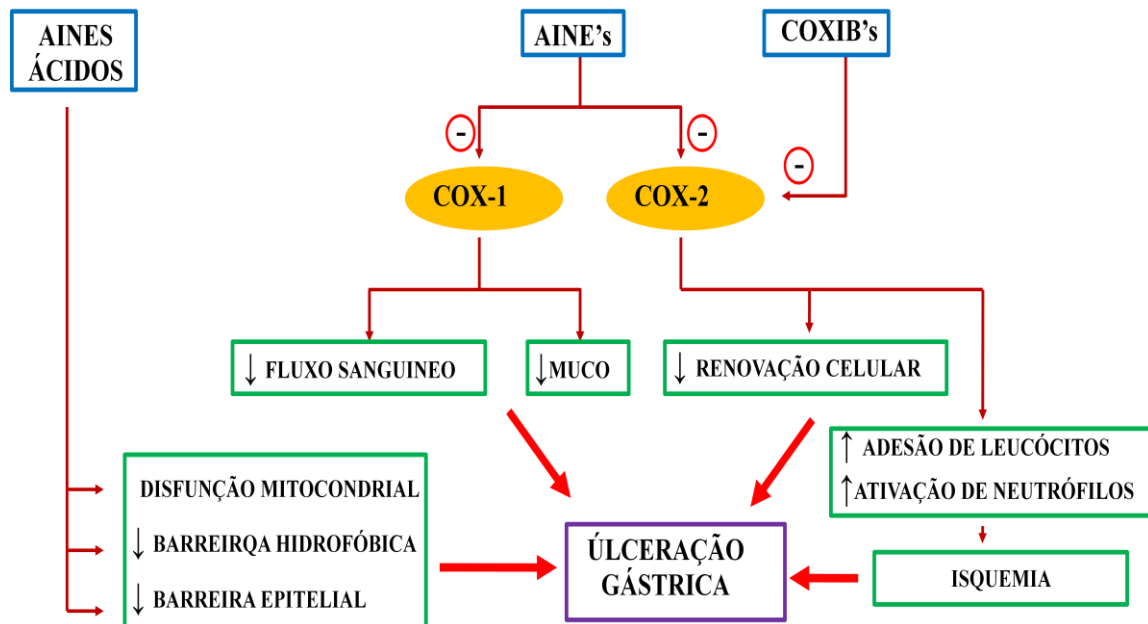 AINES
ÁCIDOS
AINE’s
COXIB’s
-
-
-
COX-1
COX-2
↓ FLUXO SANGUINEO
↓MUCO
↓ RENOVAÇÃO CELULAR
↑ ADESÃO DE LEUCÓCITOS
↑ATIVAÇÃO DE NEUTRÓFILOS
DISFUNÇÃO MITOCONDRIAL
↓ BARREIRQA HIDROFÓBICA
↓ BARREIRA EPITELIAL
ÚLCERAÇÃO
GÁSTRICA
ISQUEMIA